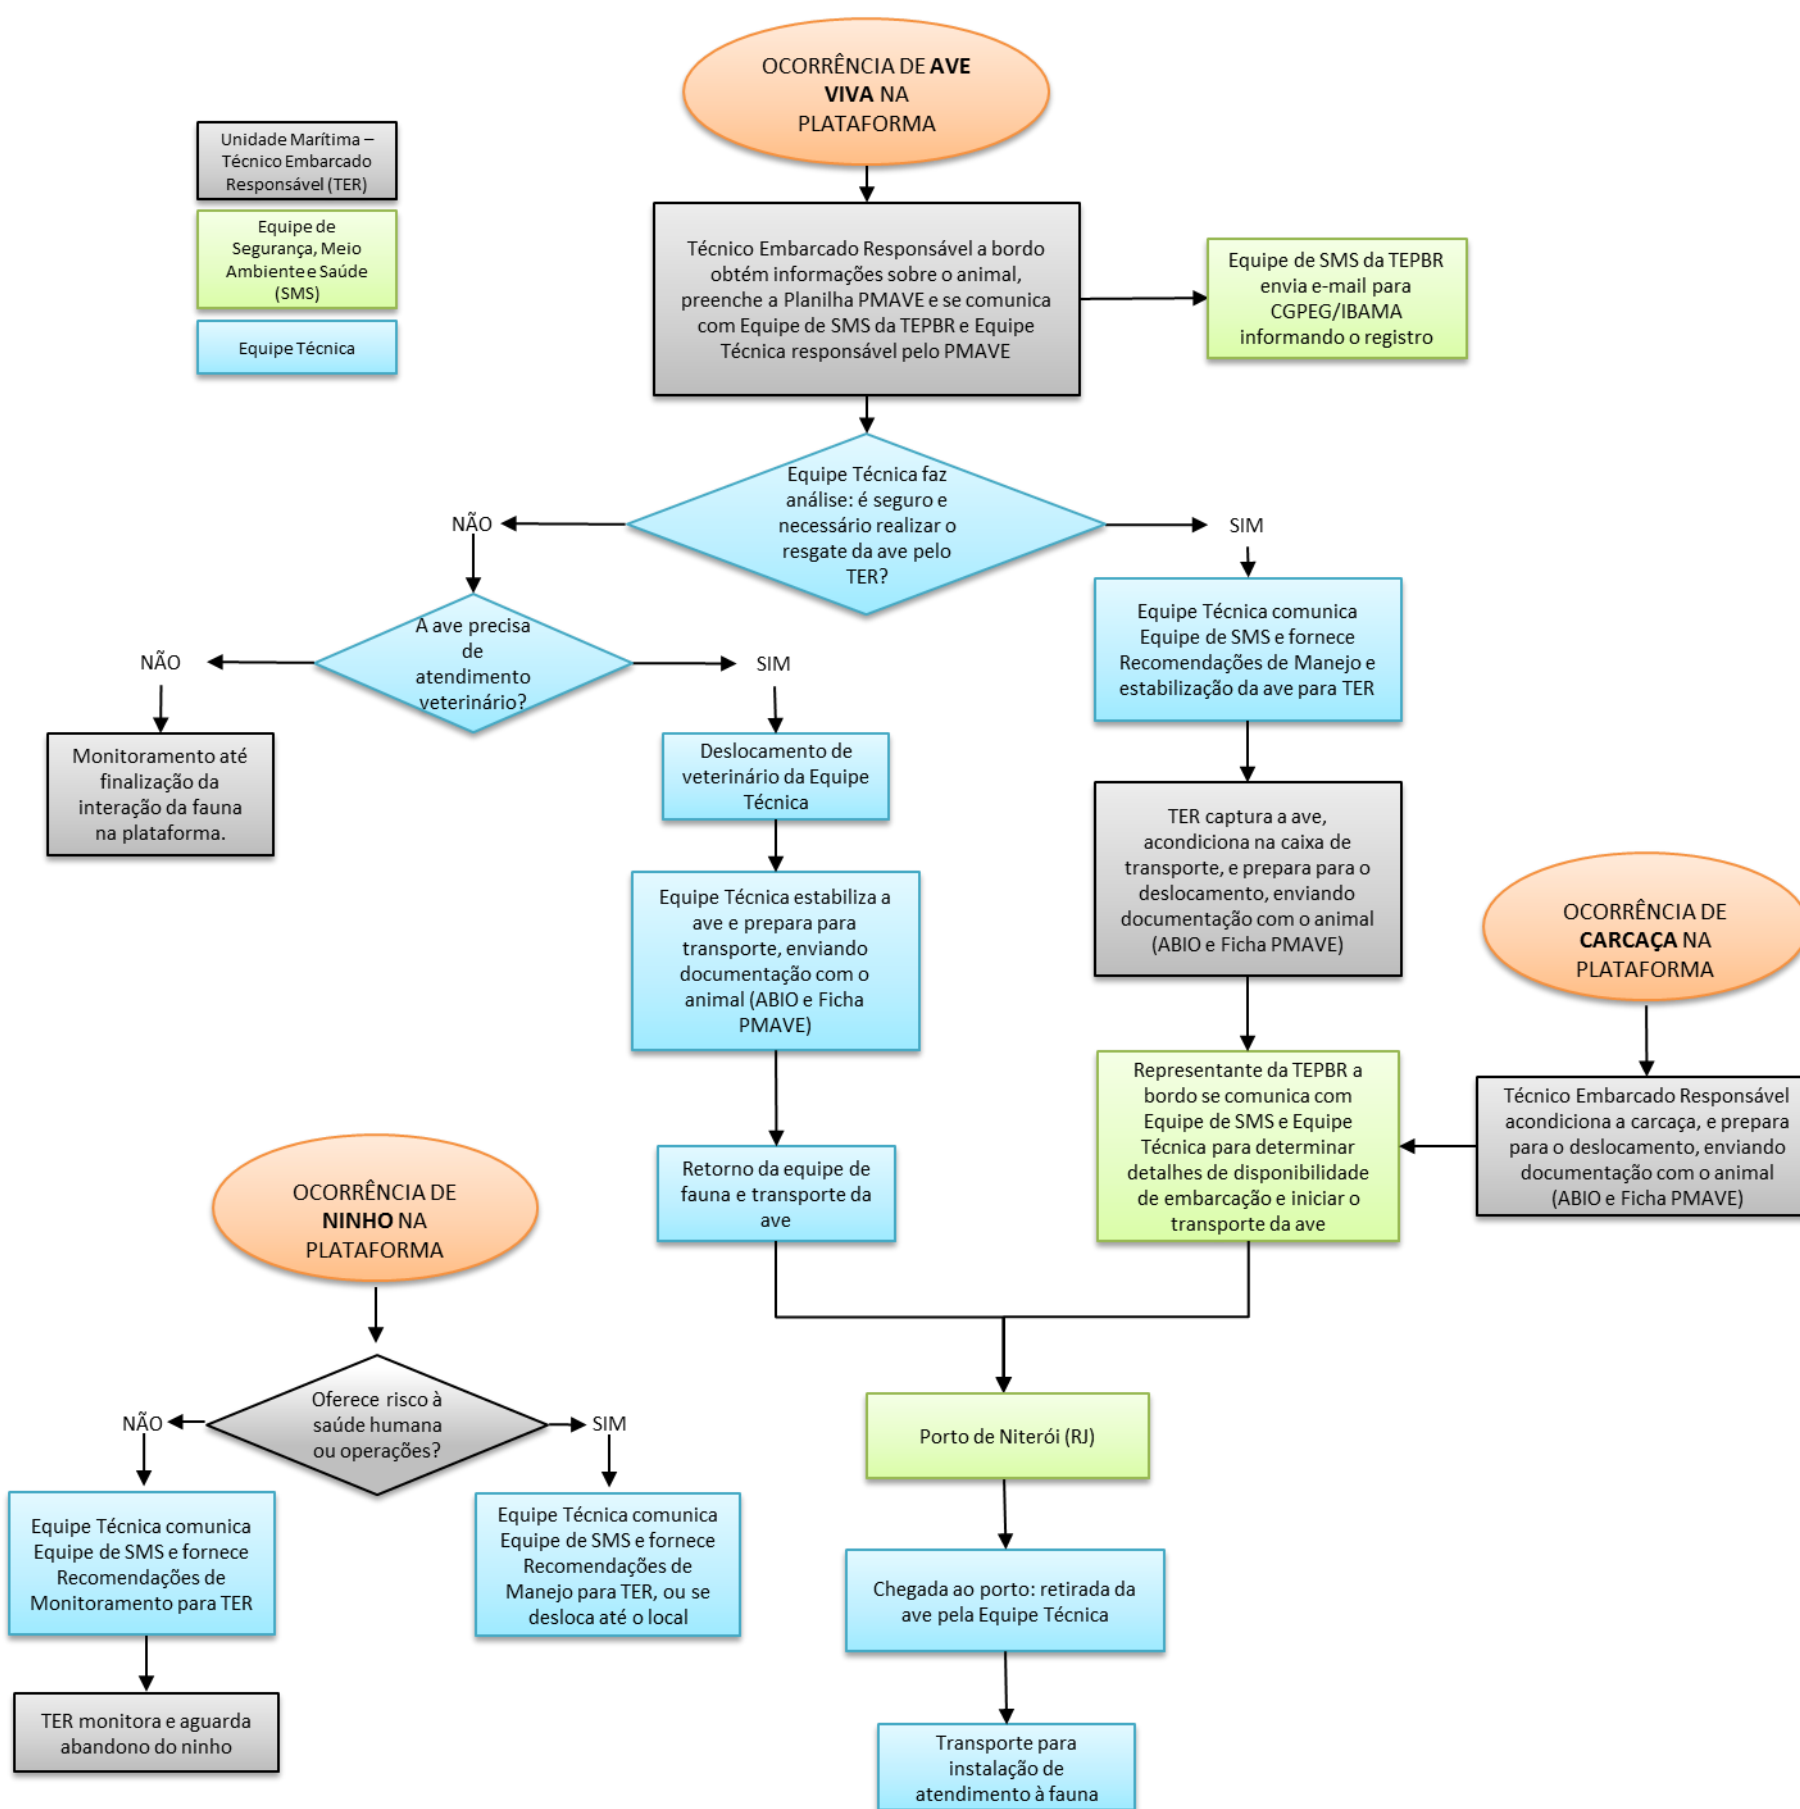 OCORRÊNCIA DE AVE
VIVA NA
PLATAFORMA
Unidade Marítima –
Técnico Embarcado
Responsável (TER)
Equipe de
Segurança, Meio
Ambiente e Saúde
(SMS)
Equipe Técnica
Técnico Embarcado Responsável a bordo
obtém informações sobre o animal,
preenche a Planilha PMAVE e se comunica
com Equipe de SMS da TEPBR e Equipe
Técnica responsável pelo PMAVE
Equipe de SMS da TEPBR
envia e-mail para
CGPEG/IBAMA
informando o registro
Equipe Técnica faz
análise: é seguro e
necessário realizar o
resgate da ave pelo
TER?
NÃO
SIM
A ave precisa
de
atendimento
veterinário?
NÃO
SIM
Monitoramento até
finalização da
interação da fauna
na plataforma.
Deslocamento de
veterinário da Equipe
Técnica
Equipe Técnica estabiliza a
ave e prepara para
transporte, enviando
documentação com o
animal (ABIO e Ficha
PMAVE)
Retorno da equipe de
fauna e transporte da
ave
Equipe Técnica comunica
Equipe de SMS e fornece
Recomendações de Manejo e
estabilização da ave para TER
TER captura a ave,
acondiciona na caixa de
transporte, e prepara para o
deslocamento, enviando
documentação com o animal
(ABIO e Ficha PMAVE)
Representante da TEPBR a
bordo se comunica com
Equipe de SMS e Equipe
Técnica para determinar
detalhes de disponibilidade
de embarcação e iniciar o
transporte da ave
OCORRÊNCIA DE
CARCAÇA NA
PLATAFORMA
Técnico Embarcado Responsável
acondiciona a carcaça, e prepara
para o deslocamento, enviando
documentação com o animal
(ABIO e Ficha PMAVE)
OCORRÊNCIA DE
NINHO NA
PLATAFORMA
Oferece risco à
saúde humana
ou operações?
NÃO
SIM
Equipe Técnica comunica
Equipe de SMS e fornece
Recomendações de
Monitoramento para TER
Equipe Técnica comunica
Equipe de SMS e fornece
Recomendações de
Manejo para TER, ou se
desloca até o local
TER monitora e aguarda
abandono do ninho
Porto de Niterói (RJ)
Chegada ao porto: retirada da
ave pela Equipe Técnica
Transporte para
instalação de
atendimento à fauna